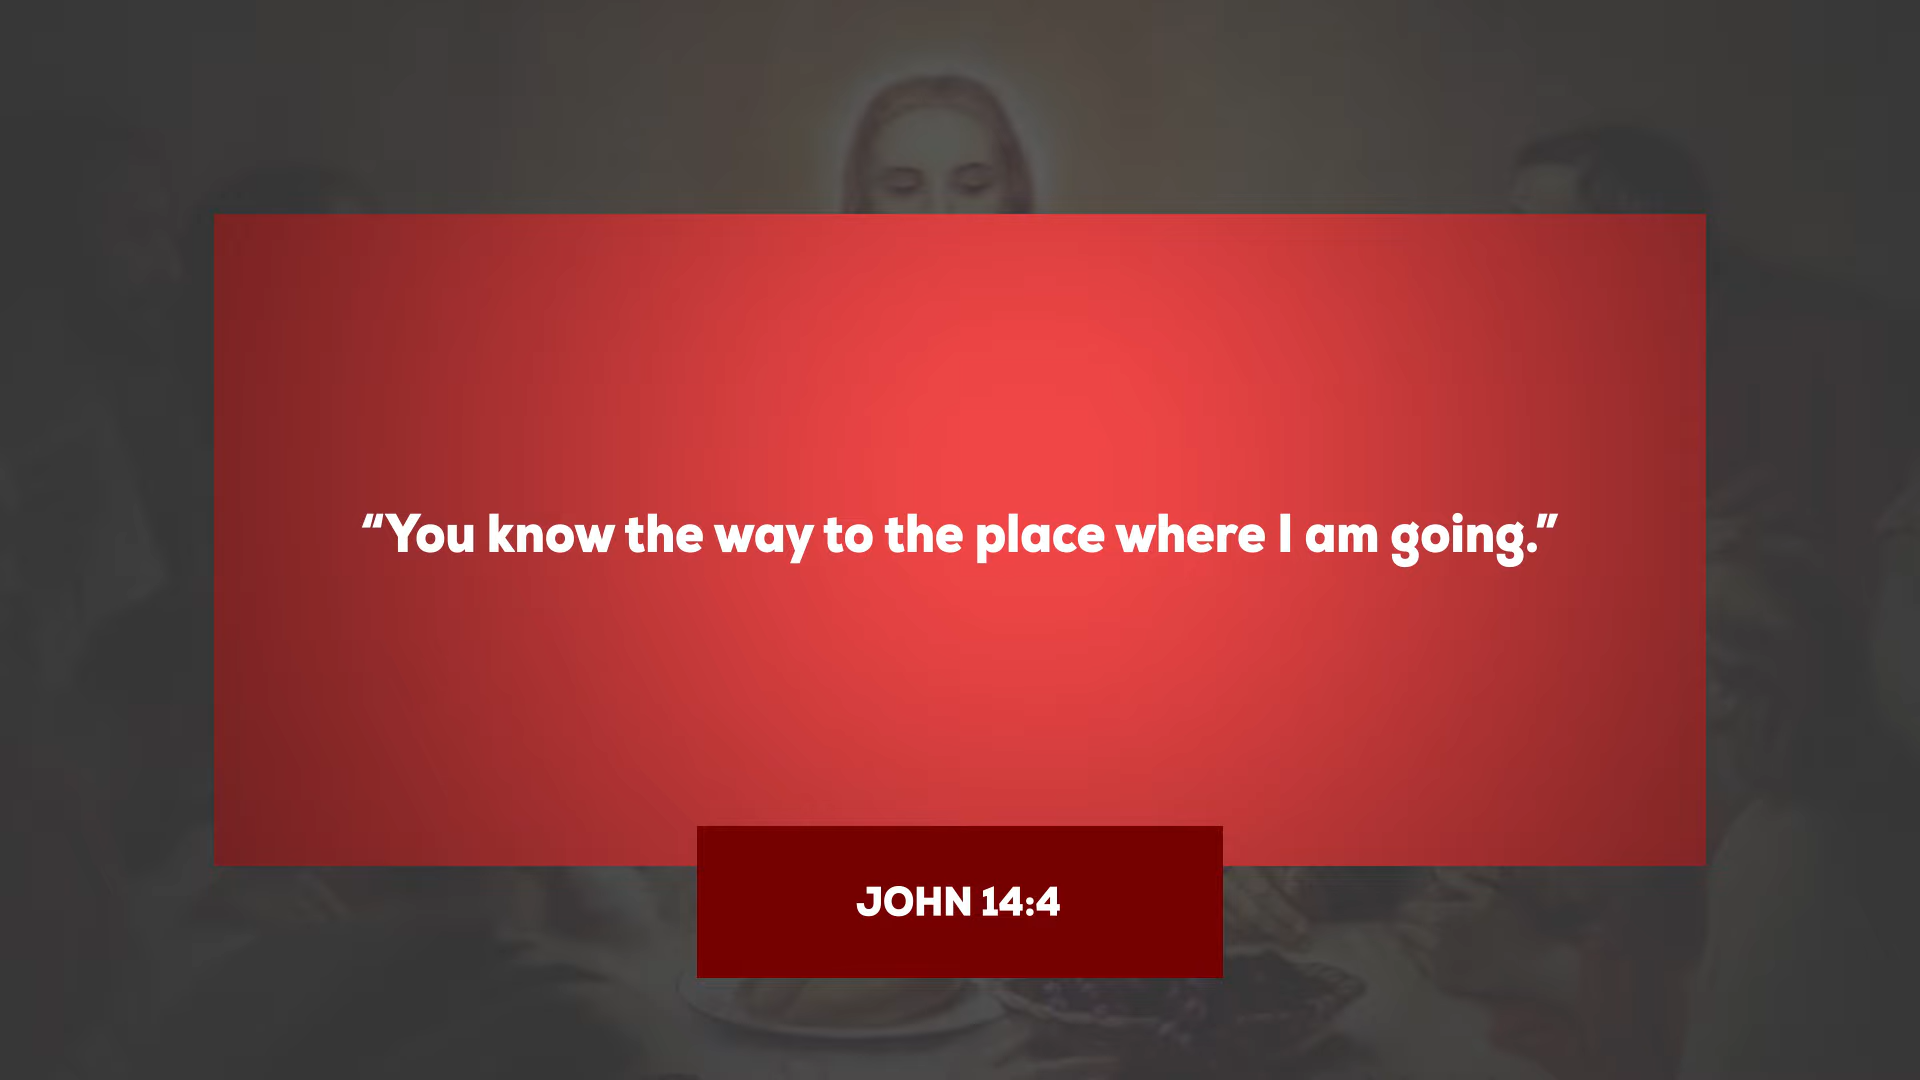 “You know the way to the place where I am going.”
JOHN 14:4